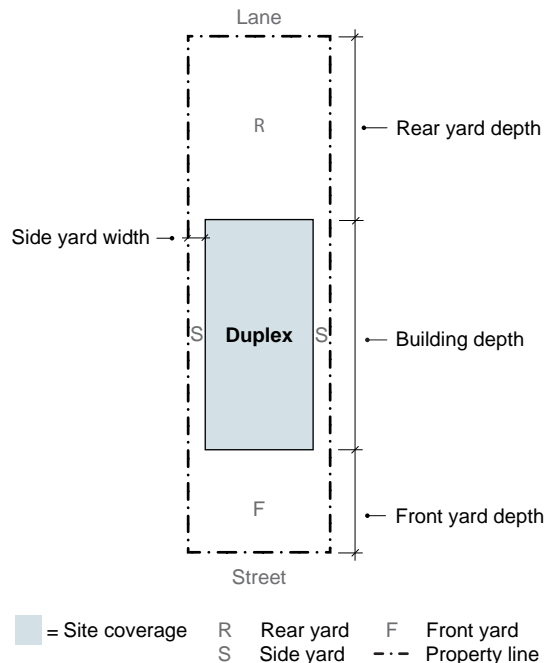 Lane
R
Rear yard depth
Side yard width
S
Duplex
S
Building depth
F
Front yard depth
Street
= Site coverage R Rear yard F Front yard
S Side yard Property line